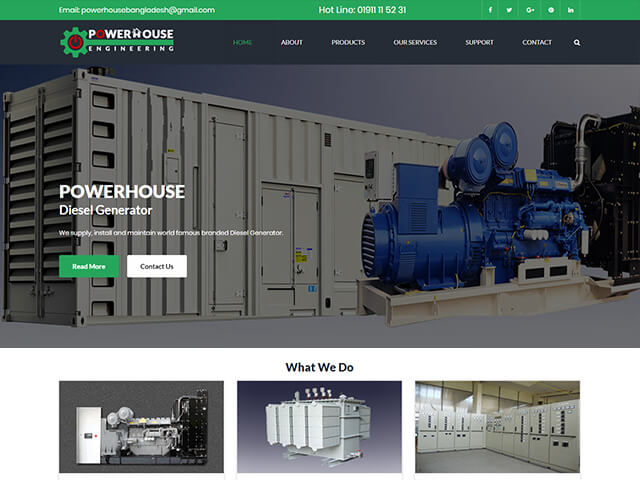 Email: powerhousebangladesh@gmail.com
Hot Line: 01911 11 52 31
POWERHOUSE
ENGINEERING
HOME
ABOUT
PRODUCTS
OUR SERVICES
SUPPORT
CONTACT
POWERHOUSE
Diesel Generator
We supply, install and maintain world famous branded Diesel Generator.
Read More
Contact Us
What We Do